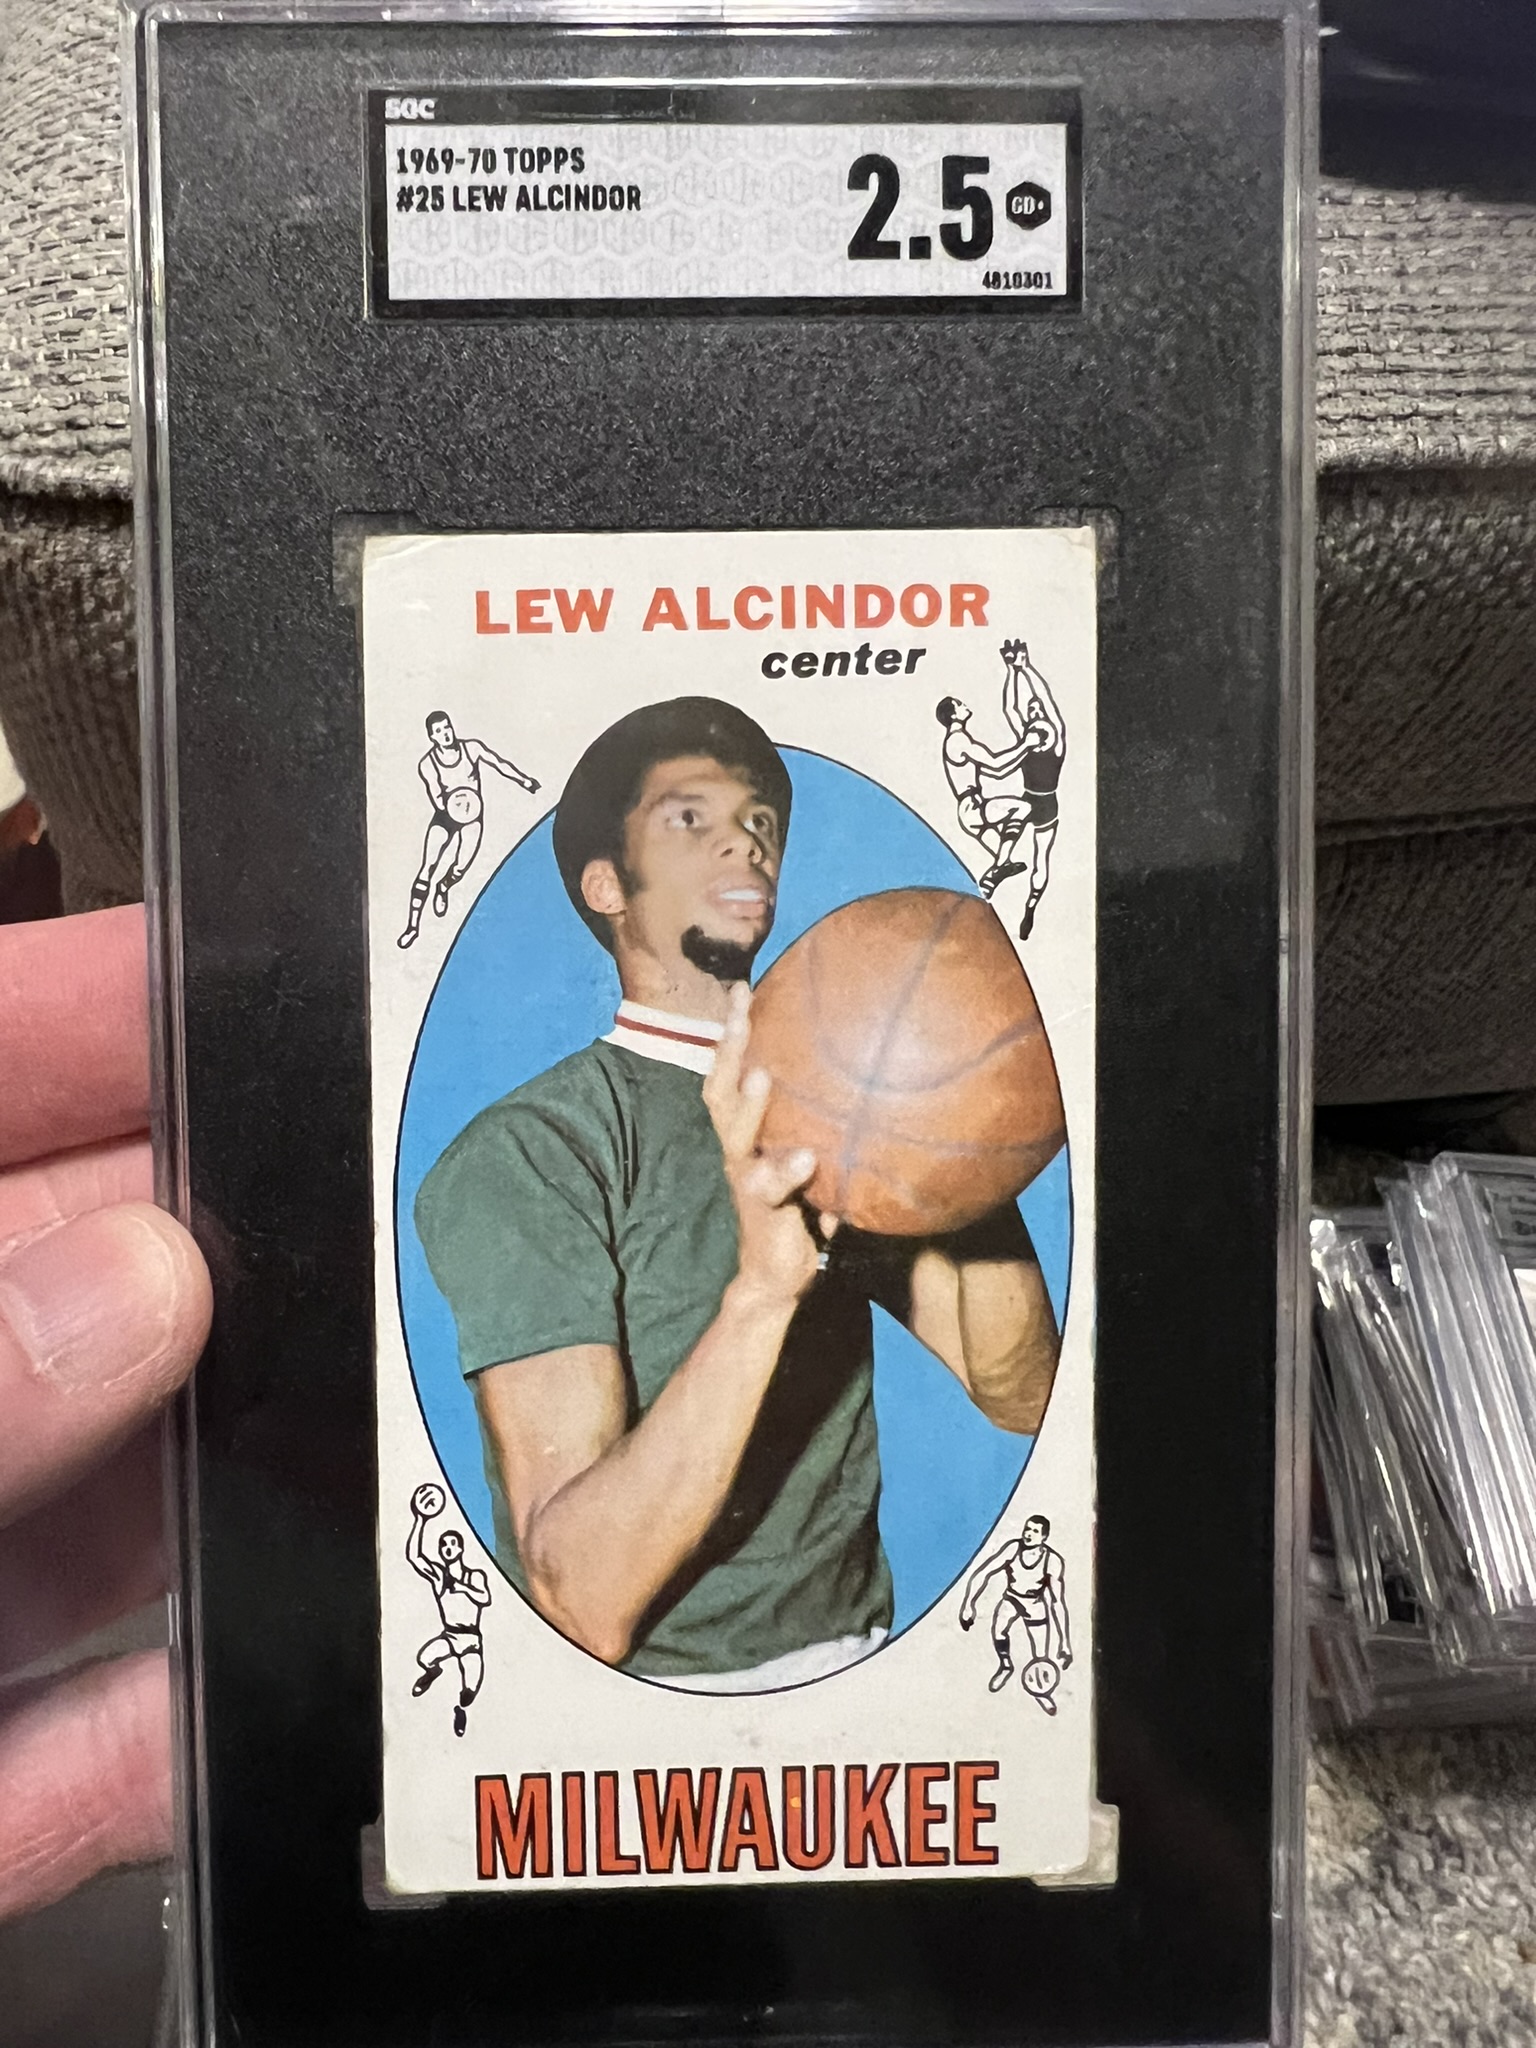 SGC
1969-70 TOPPS
#25 LEW ALCINDOR
2.5
GD+
4810301
LEW ALCINDOR
center
MILWAUKEE